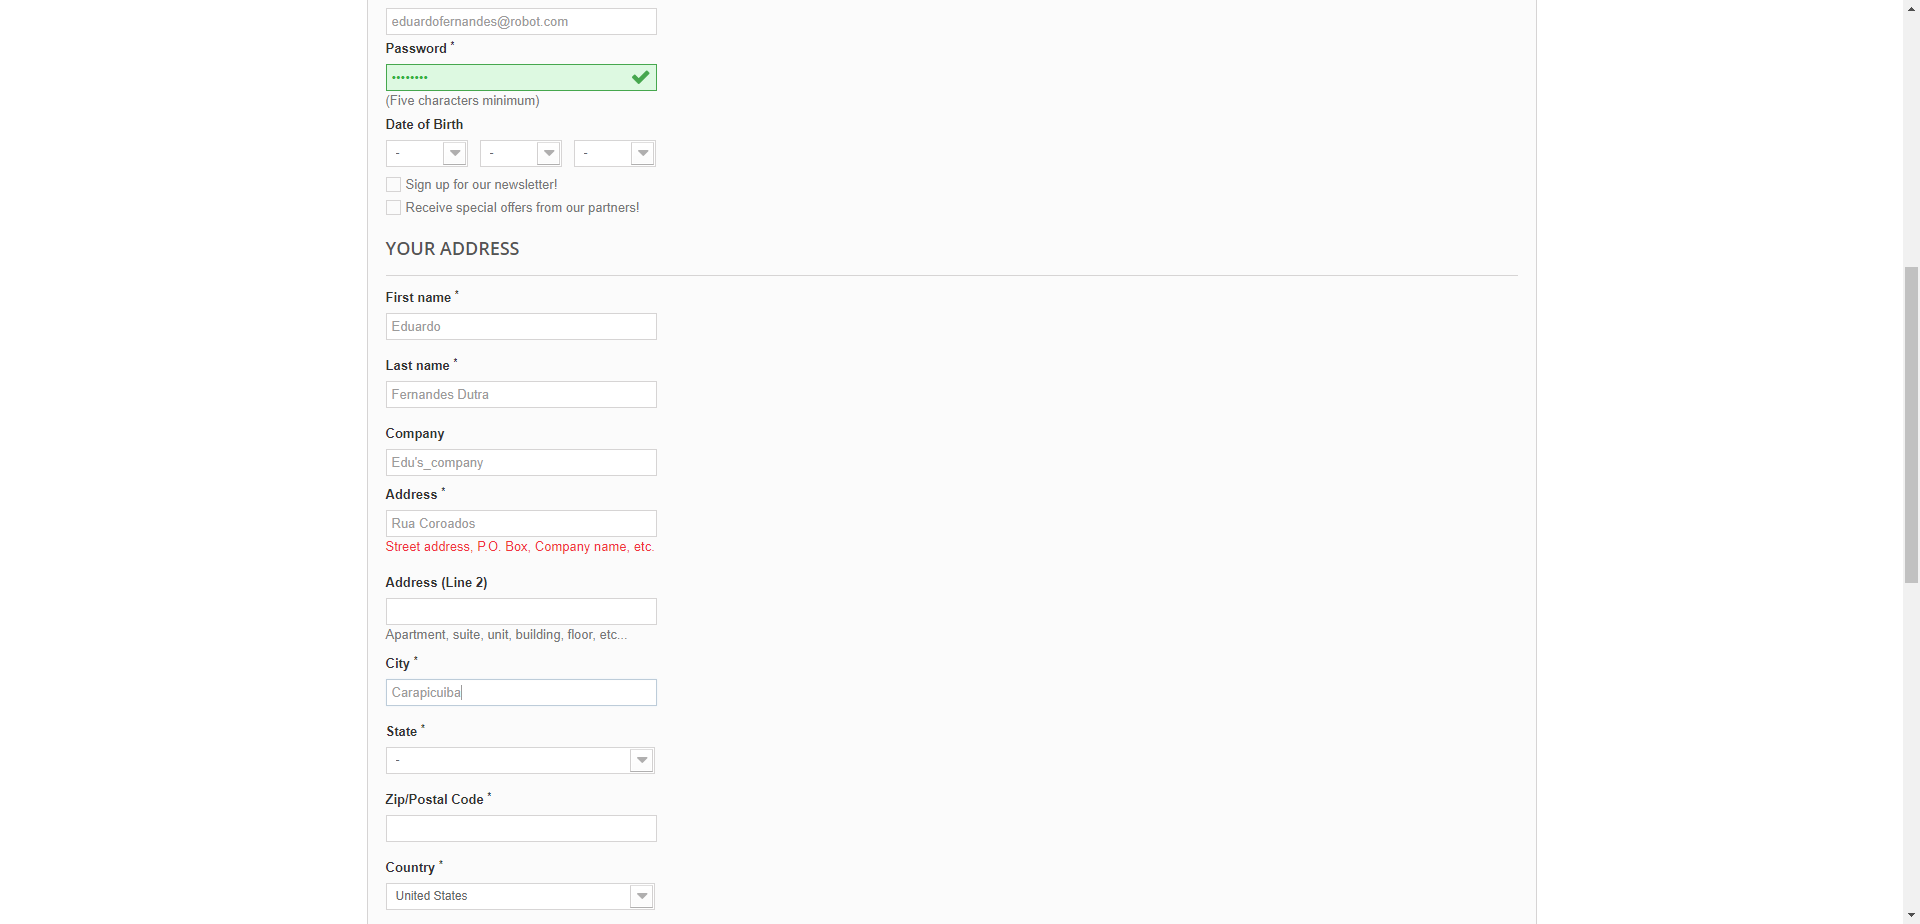 eduardofernandes@robot.com
Password *
••••••••
(Five characters minimum)
Date of Birth
- - -
Sign up for our newsletter!
Receive special offers from our partners!
YOUR ADDRESS
First name *
Eduardo
Last name *
Fernandes Dutra
Company
Edu's_company
Address *
Rua Coroados
Street address, P.O. Box, Company name, etc.
Address (Line 2)
Apartment, suite, unit, building, floor, etc...
City *
Carapicuiba
State *
-
Zip/Postal Code *
Country *
United States